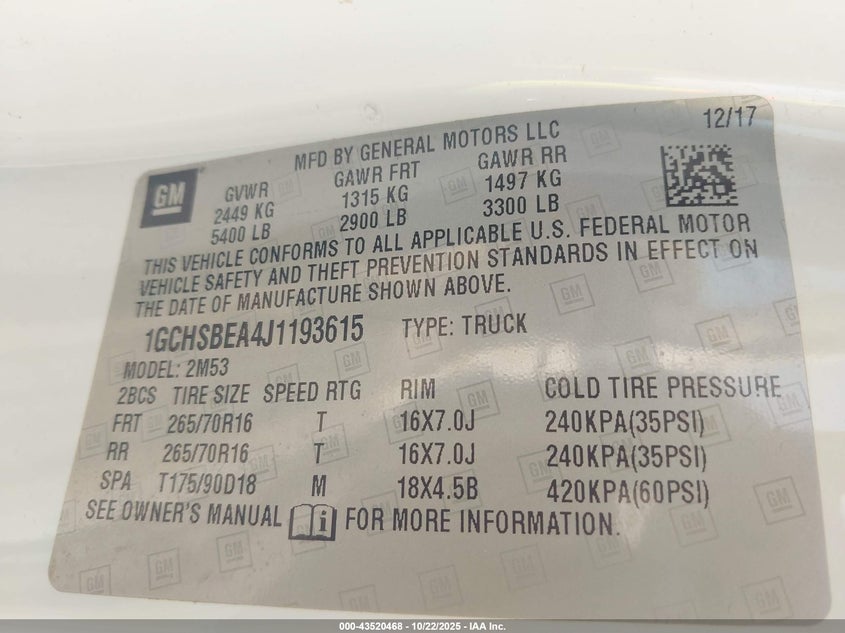 12/17
MFD BY GENERAL MOTORS LLC
GM
GVWR GAWR FRT GAWR RR
2449 KG 1315 KG 1497 KG
5400 LB 2900 LB 3300 LB
THIS VEHICLE CONFORMS TO ALL APPLICABLE U.S. FEDERAL MOTOR
VEHICLE SAFETY AND THEFT PREVENTION STANDARDS IN EFFECT ON
THE DATE OF MANUFACTURE SHOWN ABOVE.
1GCHSBEA4J1193615 TYPE: TRUCK
MODEL: 2M53
2BCS TIRE SIZE SPEED RTG RIM COLD TIRE PRESSURE
FRT 265/70R16 T 16X7.0J 240KPA(35PSI)
RR 265/70R16 T 16X7.0J 240KPA(35PSI)
SPA T175/90D18 M 18X4.5B 420KPA(60PSI)
SEE OWNER'S MANUAL FOR MORE INFORMATION.
000-43520468 - 10/22/2025 - IAA Inc.